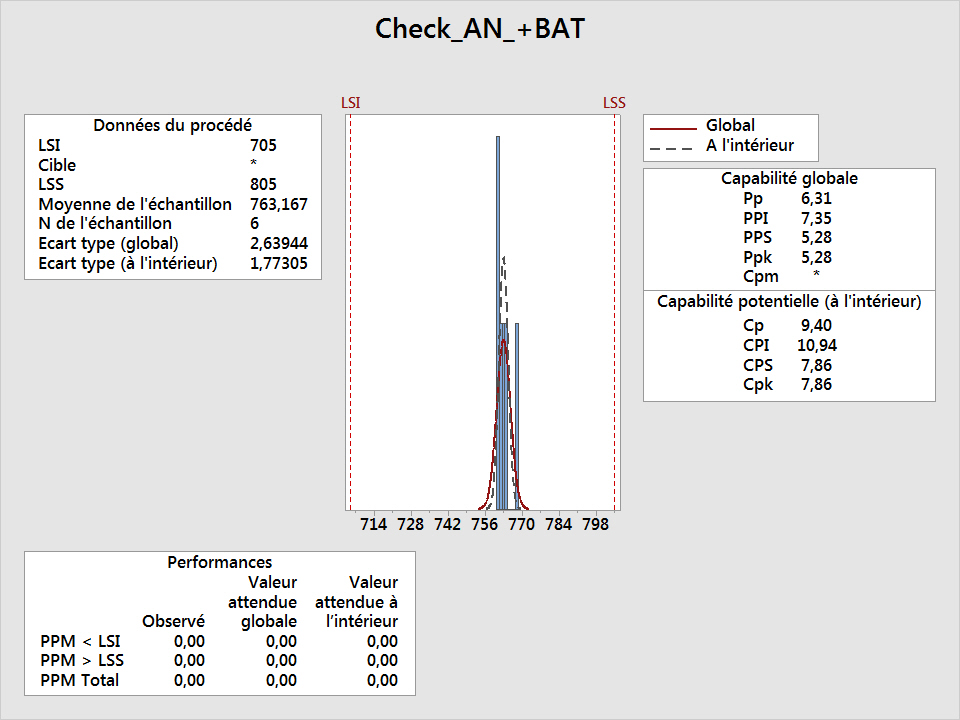 Check_AN_+BAT
LSI LSS
Données du procédé
LSI 705
Cible *
LSS 805
Moyenne de l'échantillon 763,167
N de l'échantillon 6
Ecart type (global) 2,63944
Ecart type (à l'intérieur) 1,77305
Global
A l'intérieur
Capabilité globale
Pp 6,31
PPI 7,35
PPS 5,28
Ppk 5,28
Cpm *
Capabilité potentielle (à l'intérieur)
Cp 9,40
CPI 10,94
CPS 7,86
Cpk 7,86
714 728 742 756 770 784 798
Performances
Valeur Valeur
attendue attendue à
Observé globale l'intérieur
PPM < LSI 0,00 0,00 0,00
PPM > LSS 0,00 0,00 0,00
PPM Total 0,00 0,00 0,00